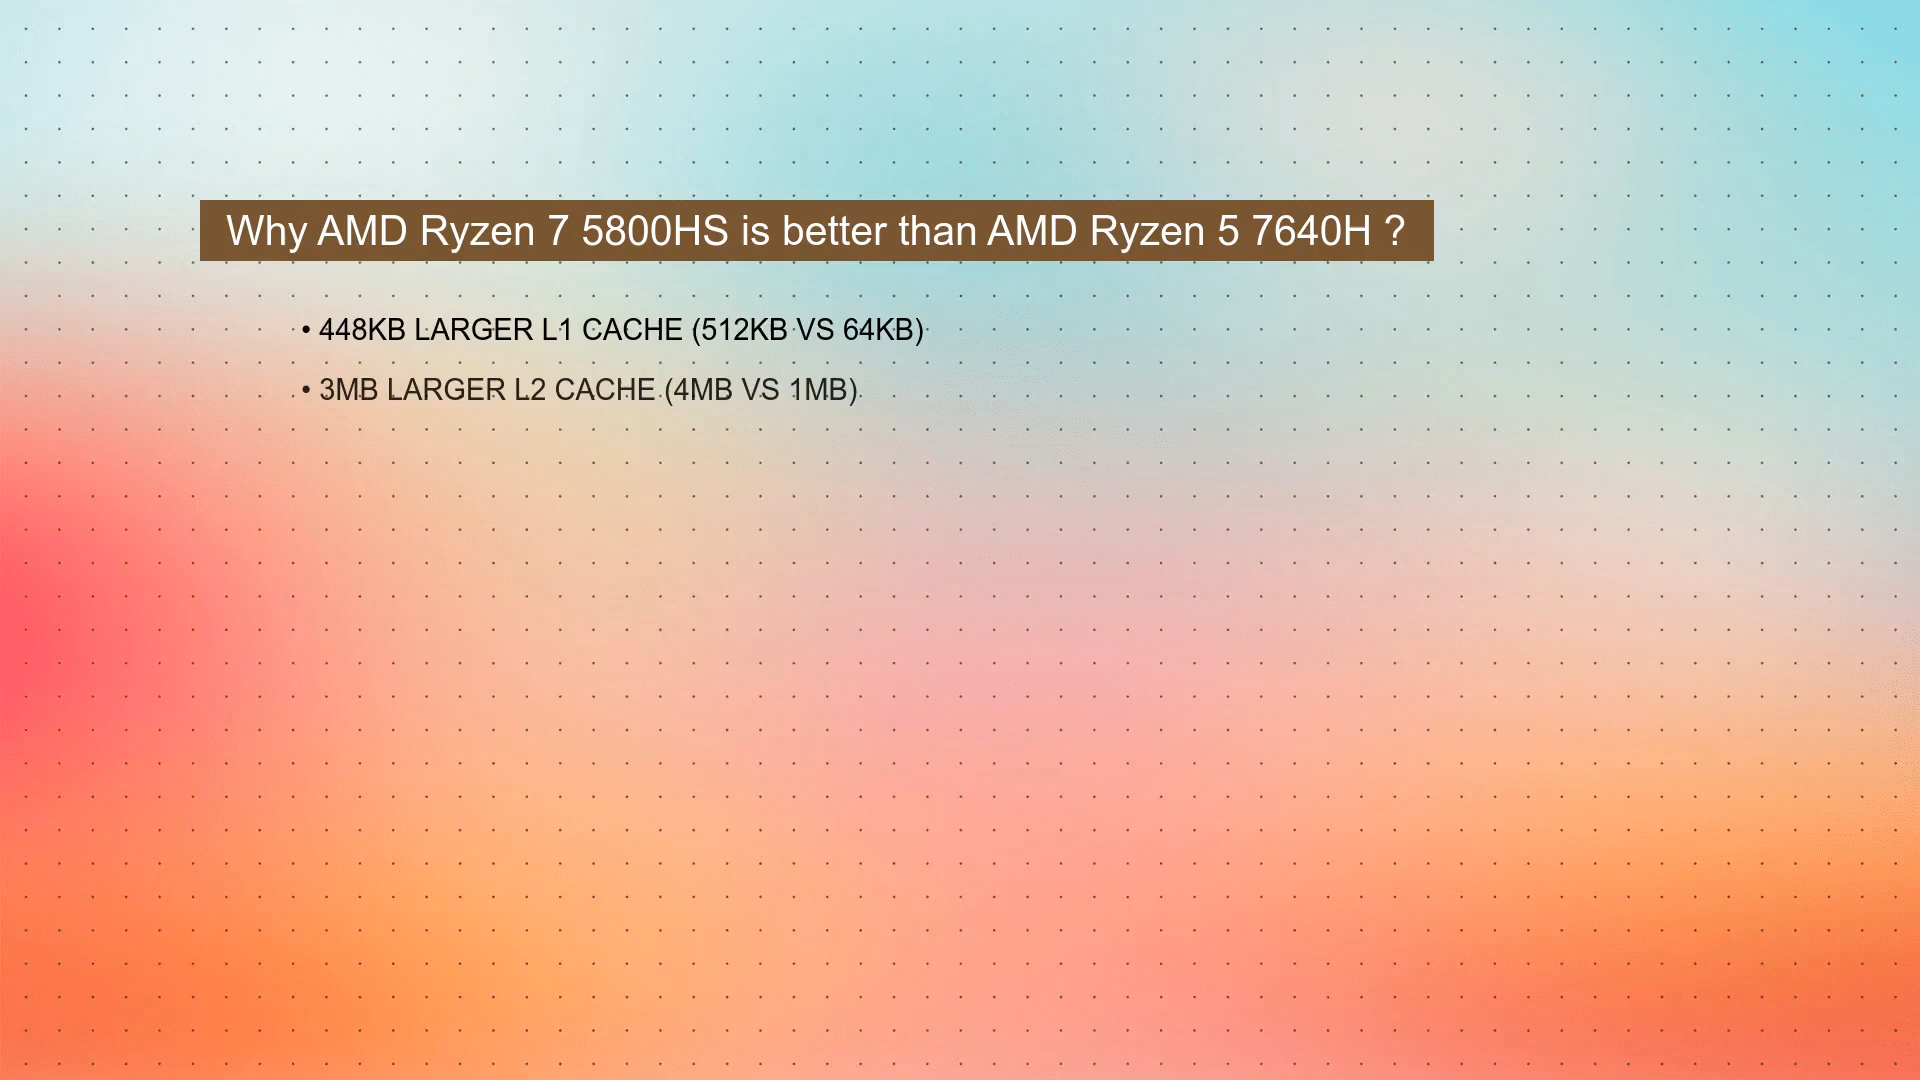 Why AMD Ryzen 7 5800HS is better than AMD Ryzen 5 7640H ?
• 448KB LARGER L1 CACHE (512KB VS 64KB)
• 3MB LARGER L2 CACHE (4MB VS 1MB)